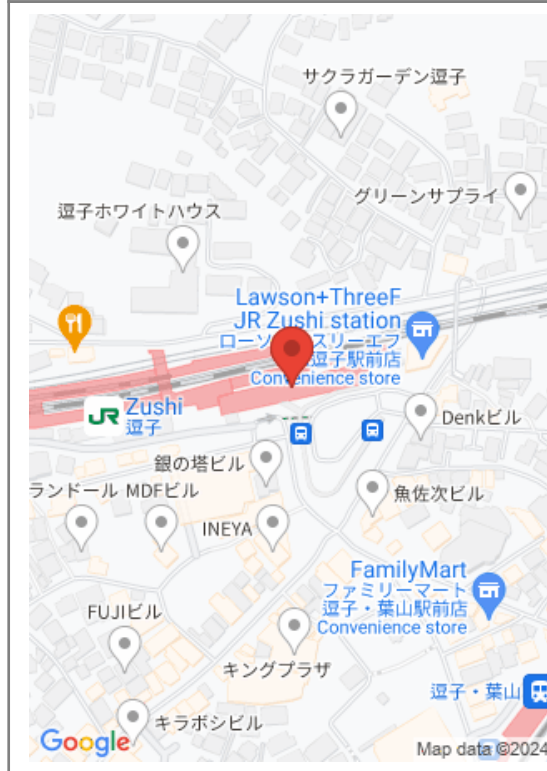 サクラガーデン逗子
グリーンサプライ
逗子ホワイトハウス
Lawson+ThreeF
JR Zushi station
ローソ
スリーエフ
逗子駅前店
Convenience store
JR
Zushi
逗子
Denkビル
銀の塔ビル
ランドール
MDFビル
魚佐次ビル
INEYA
FamilyMart
ファミリーマート
逗子・葉山駅前店
Convenience store
FUJIビル
キングプラザ
逗子・葉山
キラボシビル
Google
Map data ©2024